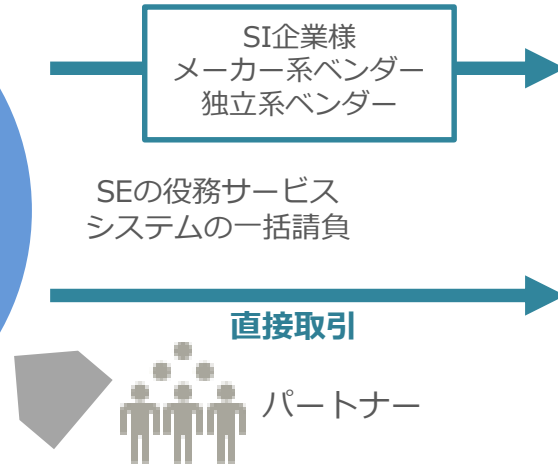 SI企業様
メーカー系ベンダー
独立系ベンダー
SEの役務サービス
システムの一括請負
直接取引
パートナー